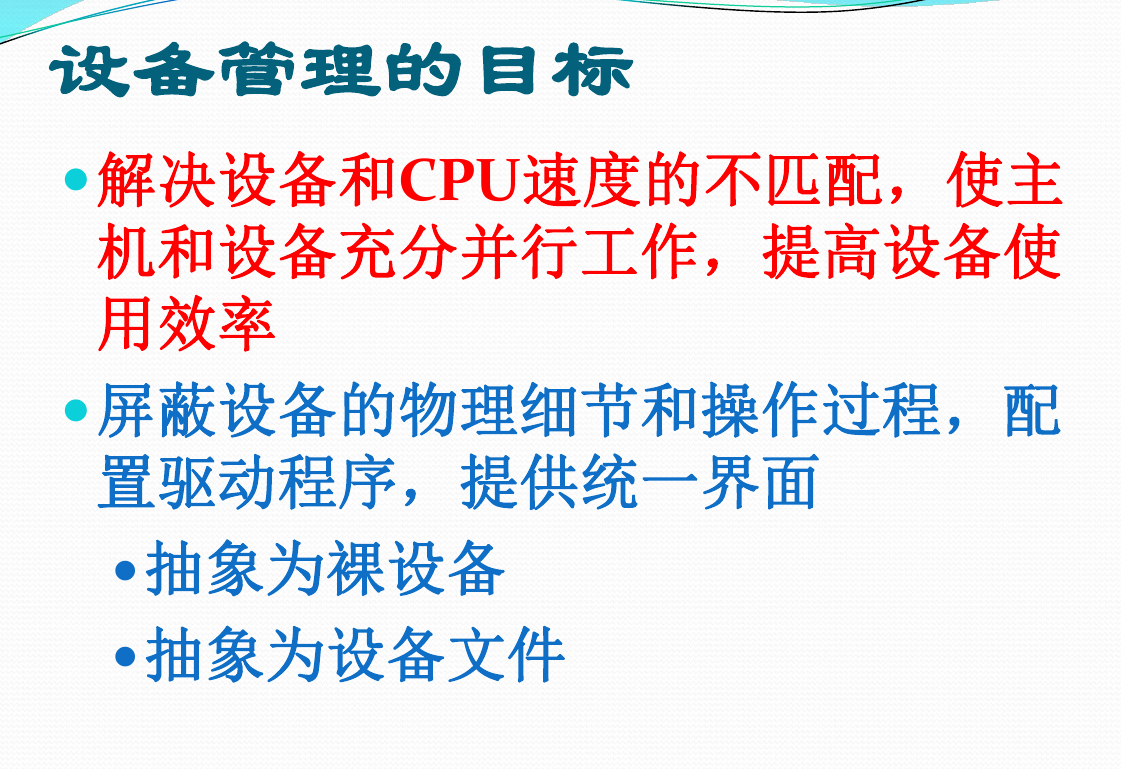 设备管理的目标
•解决设备和CPU速度的不匹配，使主
机和设备充分并行工作，提高设备使
用效率
•屏蔽设备的物理细节和操作过程，配
置驱动程序，提供统一界面
•抽象为裸设备
•抽象为设备文件